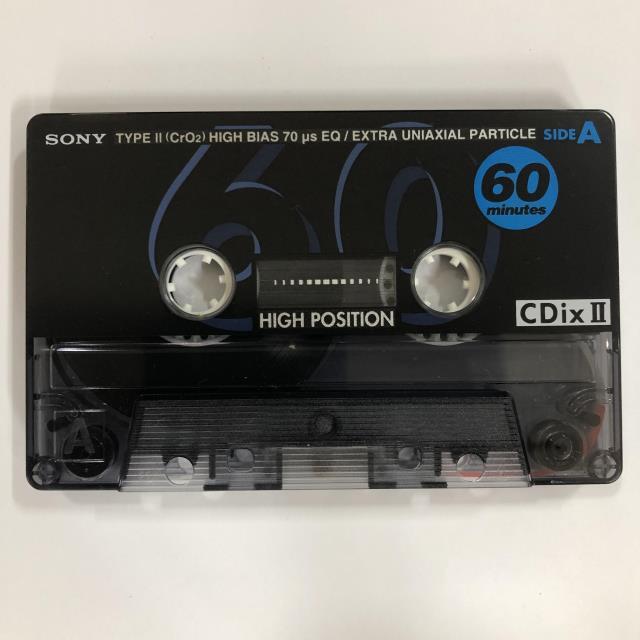 SONY TYPE II (CrO2) HIGH BIAS 70 µs EQ / EXTRA UNIAXIAL PARTICLE SIDE A
60
60
minutes
HIGH POSITION
CDix II
A